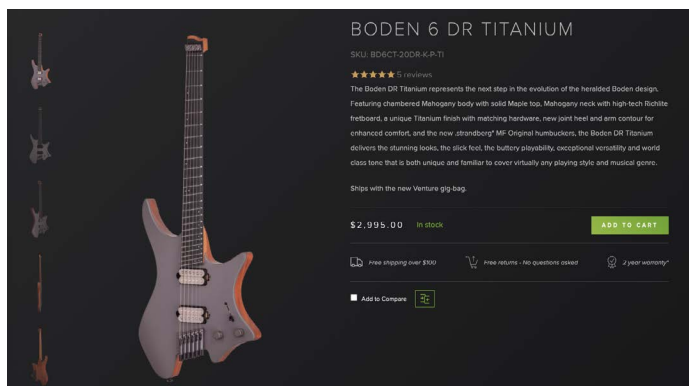 BODEN 6 DR TITANIUM
SKU: BD6CT-20DR-K-P-TI
5 reviews
The Boden DR Titanium represents the next step in the evolution of the heralded Boden design.
Featuring chambered Mahogany body with solid Maple top, Mahogany neck with high-tech Richlite
fretboard, a unique Titanium finish with matching hardware, new joint heel and arm contour for
enhanced comfort, and the new .strandberg* MF Original humbuckers, the Boden DR Titanium
delivers the stunning looks, the slick feel, the buttery playability, exceptional versatility and world
class tone that is both unique and familiar to cover virtually any playing style and musical genre.
Ships with the new Venture gig-bag.
$2,995.00 In stock ADD TO CART
Free shipping over $100 Free returns - No questions asked 2 year warranty*
Add to Compare